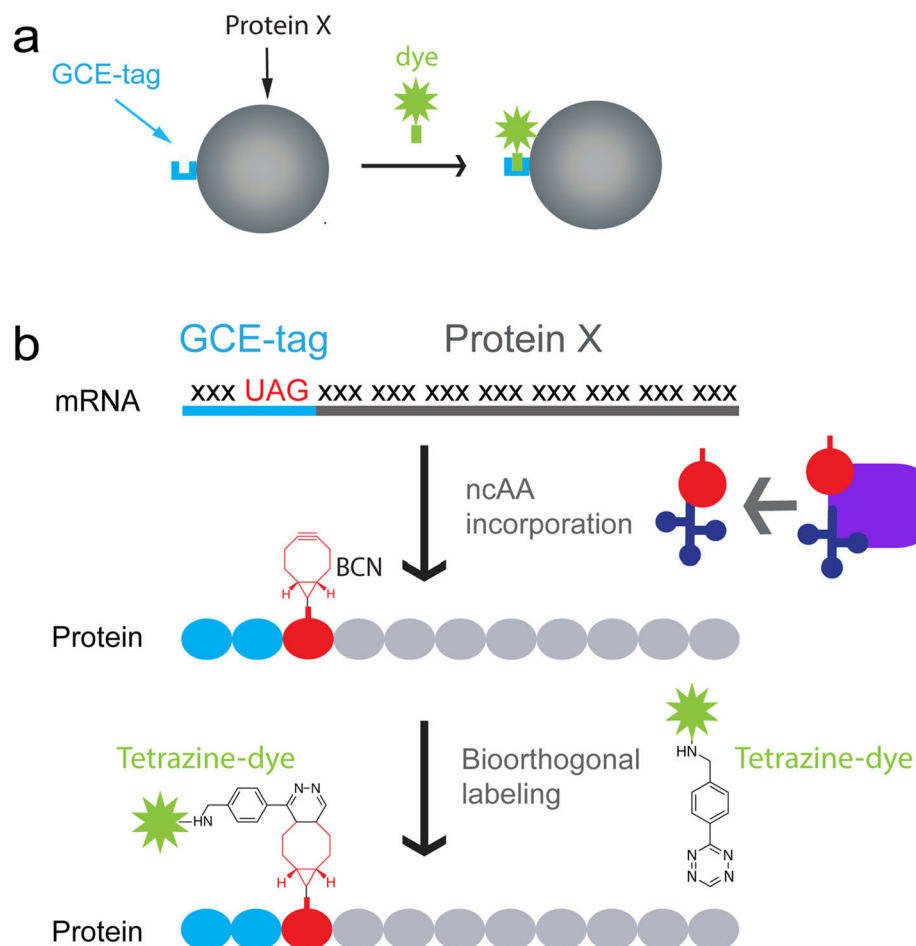 a
Protein X
GCE-tag
dye
b
GCE-tag Protein X
mRNA
xxx UAG xxx xxx xxx xxx xxx xxx xxx xxx
ncAA
incorporation
BCN
H H
Protein
Tetrazine-dye
HN
N N
H H
Bioorthogonal
labeling
HN
Tetrazine-dye
N N
N N
Protein